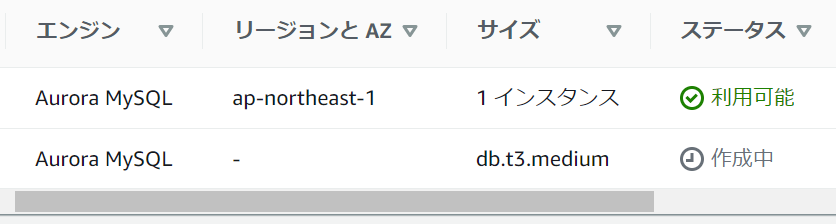 エンジン リージョンと AZ サイズ ステータス
Aurora MySQL ap-northeast-1 1 インスタンス 利用可能
Aurora MySQL - db.t3.medium 作成中